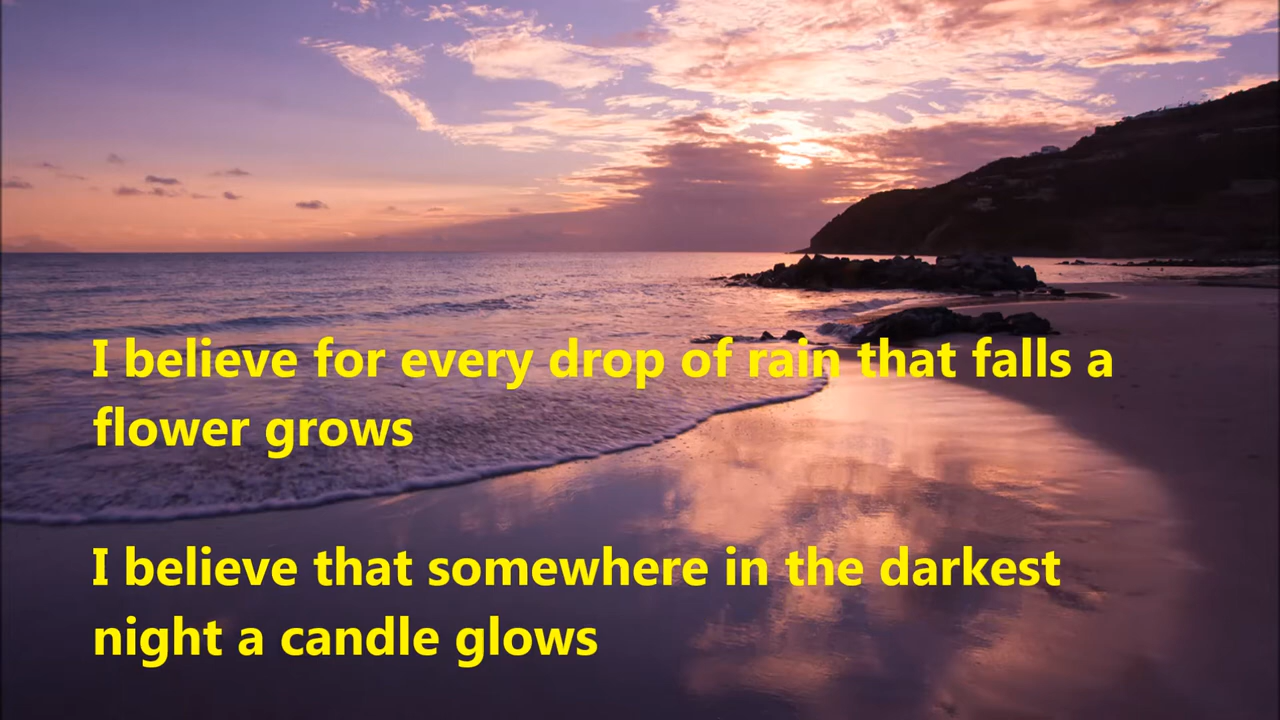 I believe for every drop of rain that falls a
flower grows
I believe that somewhere in the darkest
night a candle glows